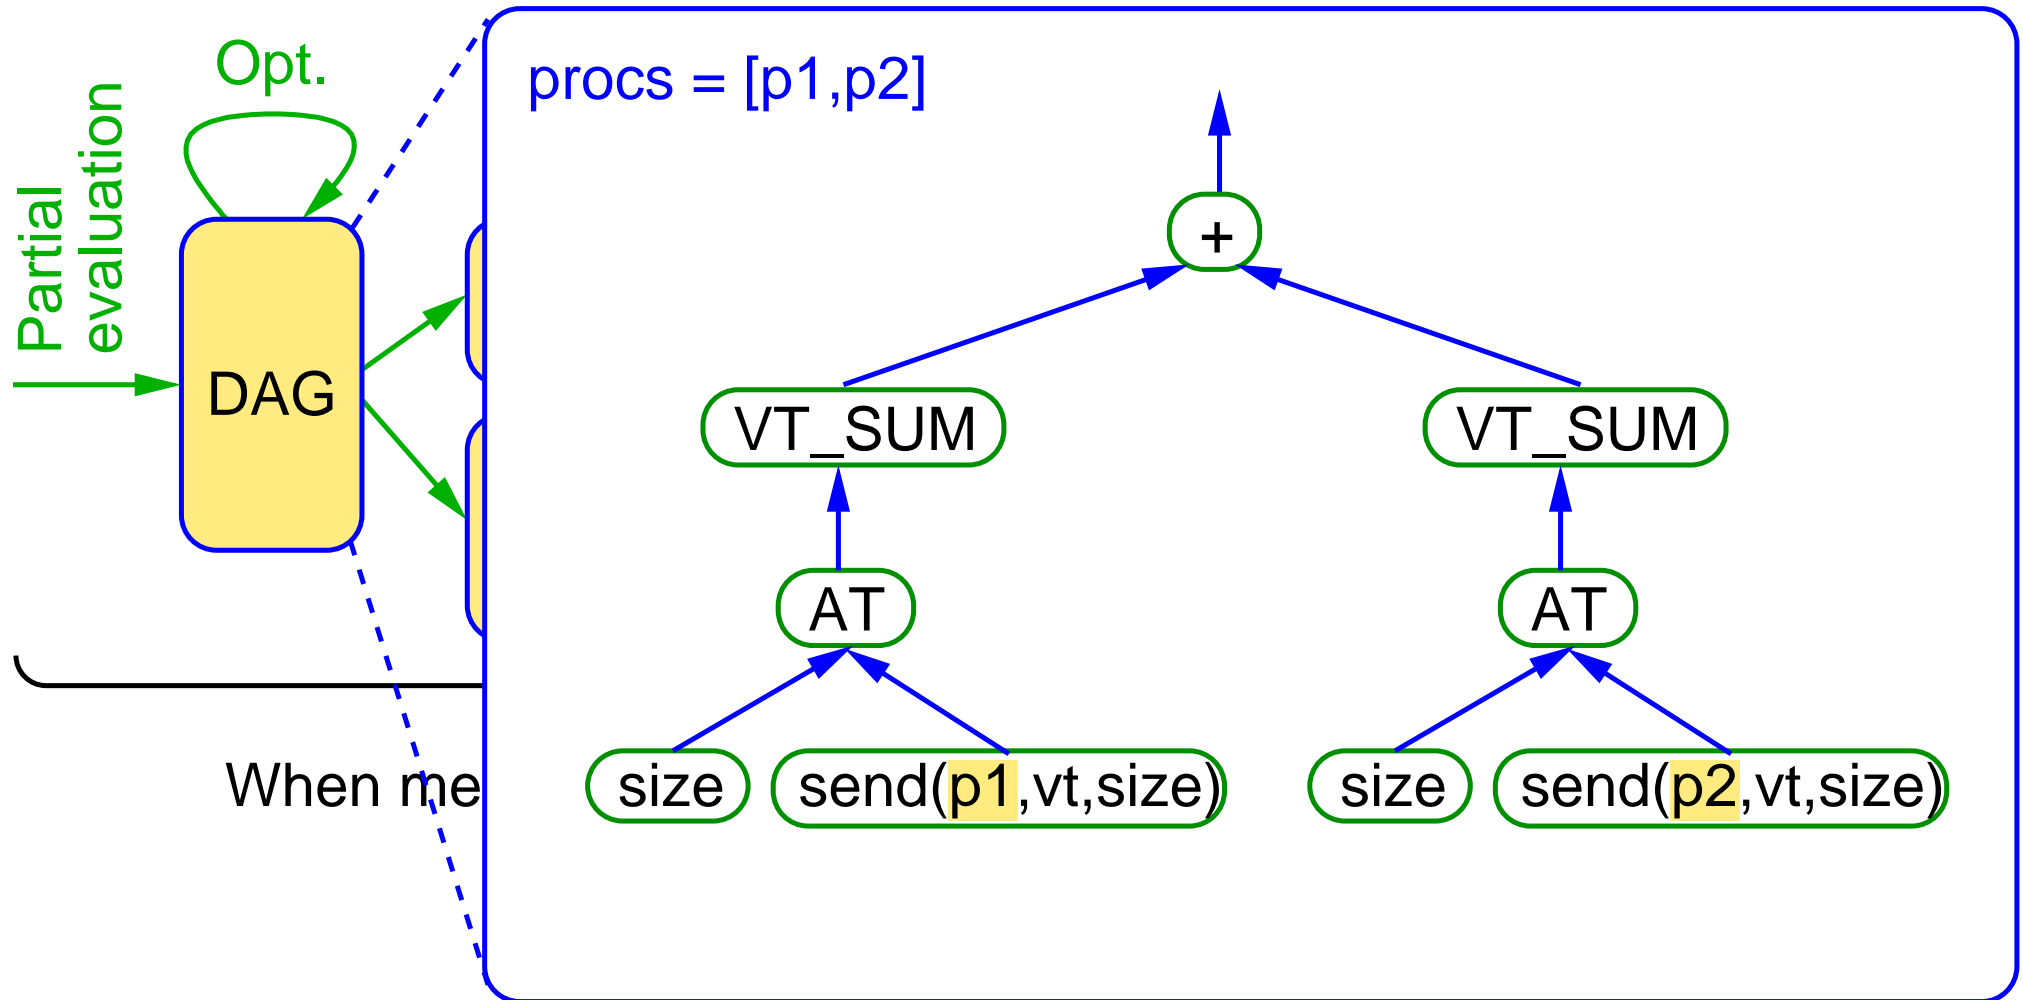 Opt.
Partial
evaluation
DAG
When me
procs = [p1,p2]
+
VT_SUM
VT_SUM
AT
AT
size
send(p1,vt,size)
size
send(p2,vt,size)